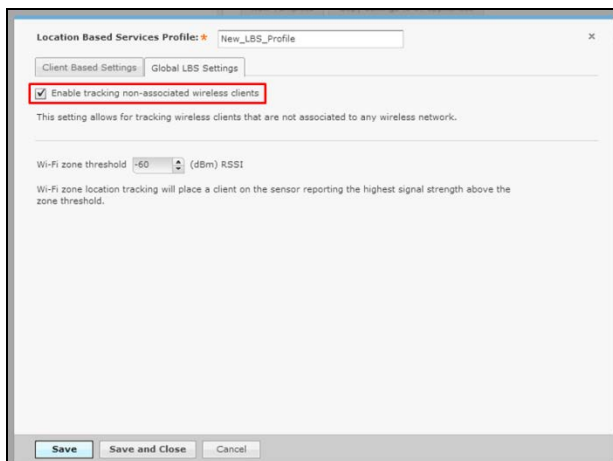 Location Based Services Profile:* New_LBS_Profile x
Client Based Settings Global LBS Settings
Enable tracking non-associated wireless clients
This setting allows for tracking wireless clients that are not associated to any wireless network.
Wi-Fi zone threshold -60 (dBm) RSSI
Wi-Fi zone location tracking will place a client on the sensor reporting the highest signal strength above the
zone threshold.
Save Save and Close Cancel